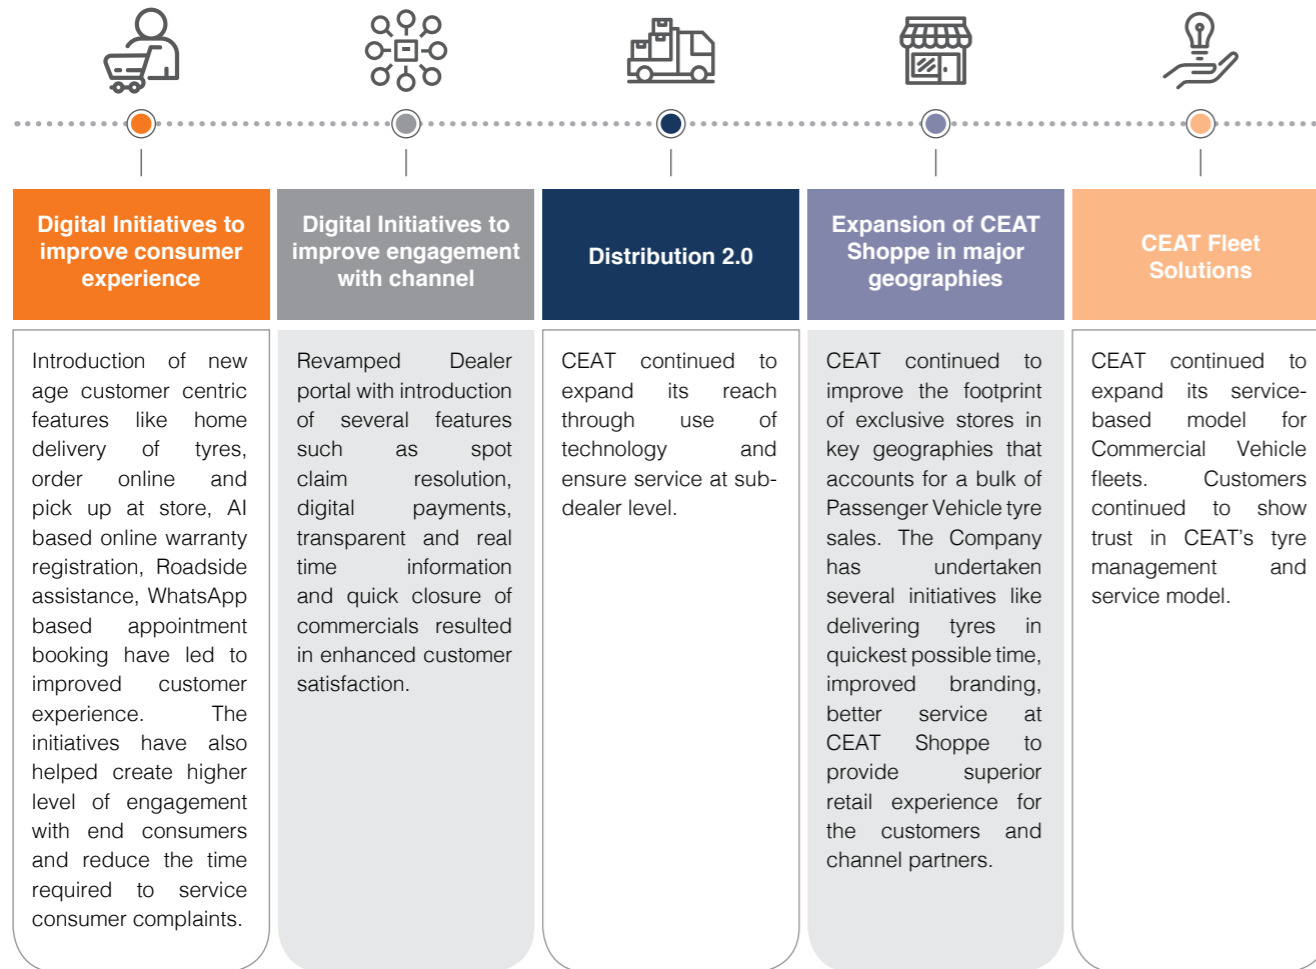 Digital Initiatives to
improve consumer
experience
Introduction of new
age customer centric
features like home
delivery of tyres,
order online and
pick up at store, AI
based online warranty
registration, Roadside
assistance, WhatsApp
based appointment
booking have led to
improved customer
experience. The
initiatives have also
helped create higher
level of engagement
with end consumers
and reduce the time
required to service
consumer complaints.
Digital Initiatives to
improve engagement
with channel
Revamped Dealer
portal with introduction
of several features
such as spot
claim resolution,
digital payments,
transparent and real
time information
and quick closure of
commercials resulted
in enhanced customer
satisfaction.
Distribution 2.0
CEAT continued to
expand its reach
through use of
technology and
ensure service at sub-
dealer level.
Expansion of CEAT
Shoppe in major
geographies
CEAT continued to
improve the footprint
of exclusive stores in
key geographies that
accounts for a bulk of
Passenger Vehicle tyre
sales. The Company
has undertaken
several initiatives like
delivering tyres in
quickest possible time,
improved branding,
better service at
CEAT Shoppe to
provide superior
retail experience for
the customers and
channel partners.
CEAT Fleet
Solutions
CEAT continued to
expand its service-
based model for
Commercial Vehicle
fleets. Customers
continued to show
trust in CEAT's tyre
management and
service model.